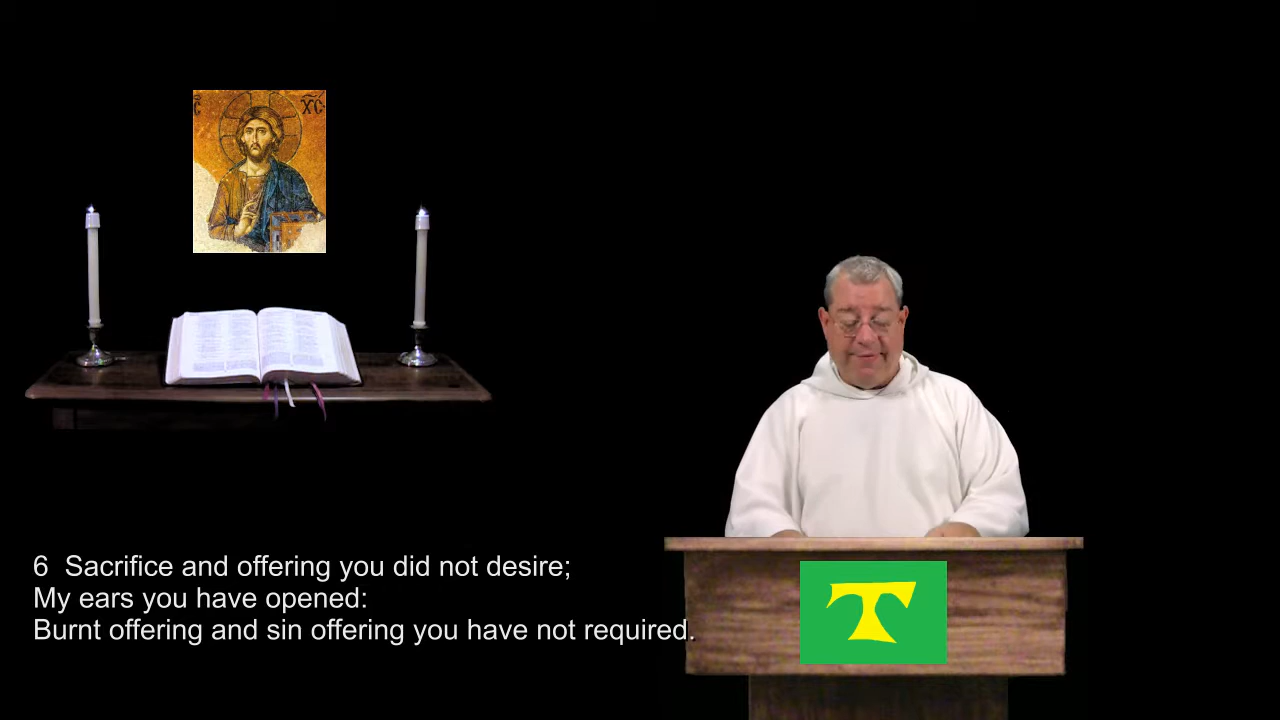 ΧC
6 Sacrifice and offering you did not desire;
My ears you have opened:
Burnt offering and sin offering you have not required.
T